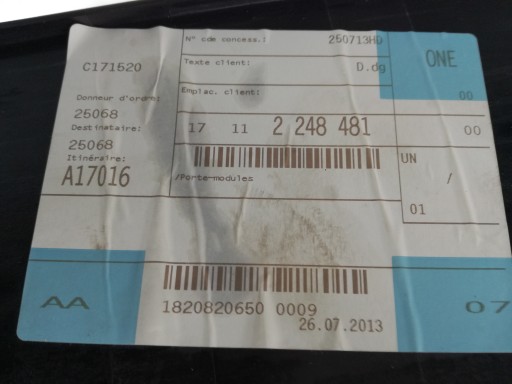 N° cde concess.: 250713HD
ONE
C171520
Texte client: D.dg
Emplac. client:
00
Donneur d'ordre:
25068
17 11 2 248 481
00
Destinataire:
25068
UN
Itinéraire:
A17016
/Porte-modules
/
01
AA
1820820650 0009
07
26.07.2013